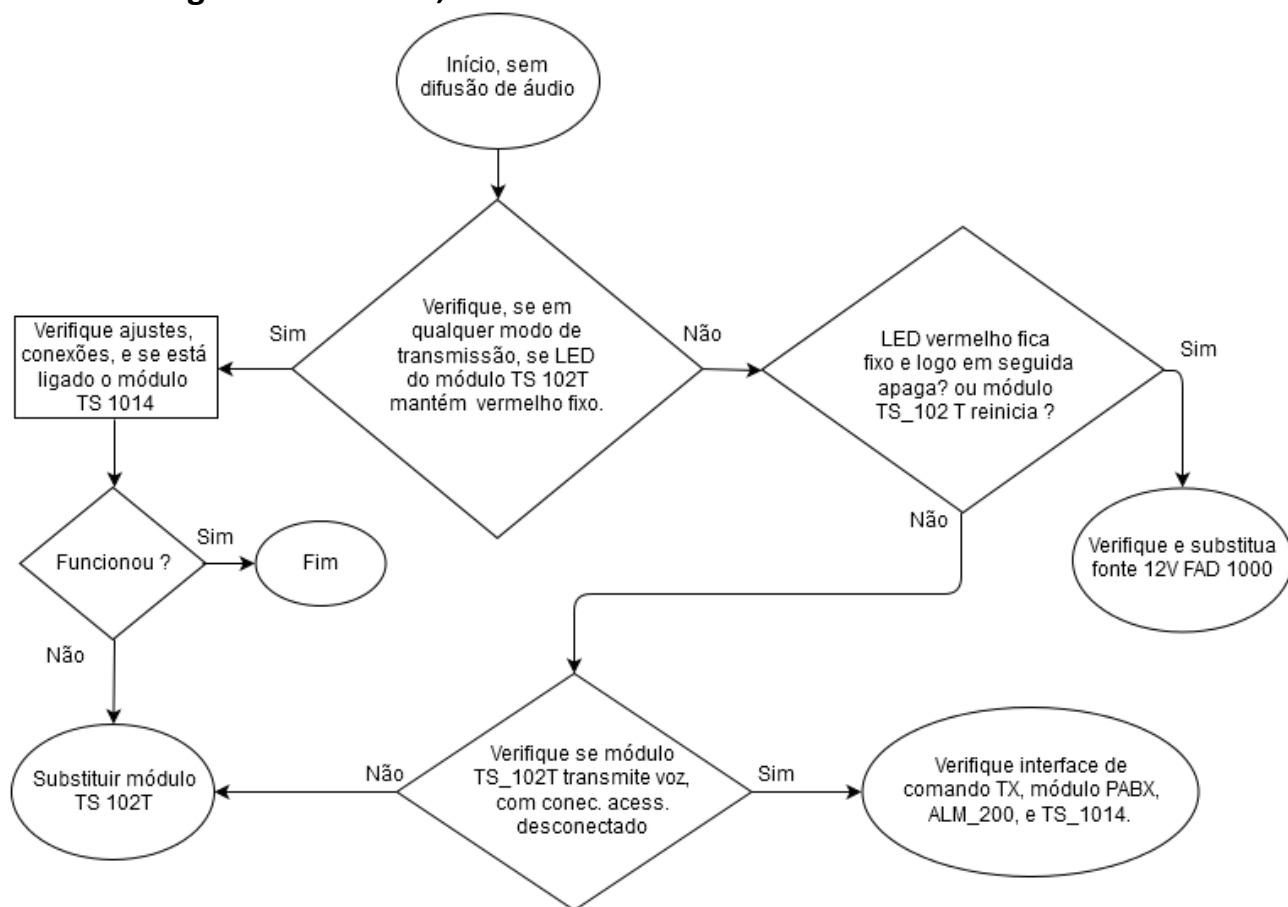 Início, sem
difusão de áudio
Verifique, se em
qualquer modo de
transmissão, se LED
do módulo TS 102T
mantém vermelho fixo.
Sim
Não
Verifique ajustes,
conexões, e se está
ligado o módulo
TS 1014
LED vermelho fica
fixo e logo em seguida
apaga? ou módulo
TS_102 T reinicia ?
Sim
Não
Funcionou ?
Sim
Fim
Não
Verifique e substitua
fonte 12V FAD 1000
Substituir módulo
TS 102T
Não
Verifique se módulo
TS_102T transmite voz,
com conec. acess.
desconectado
Sim
Verifique interface de
comando TX, módulo PABX,
ALM_200, e TS_1014.